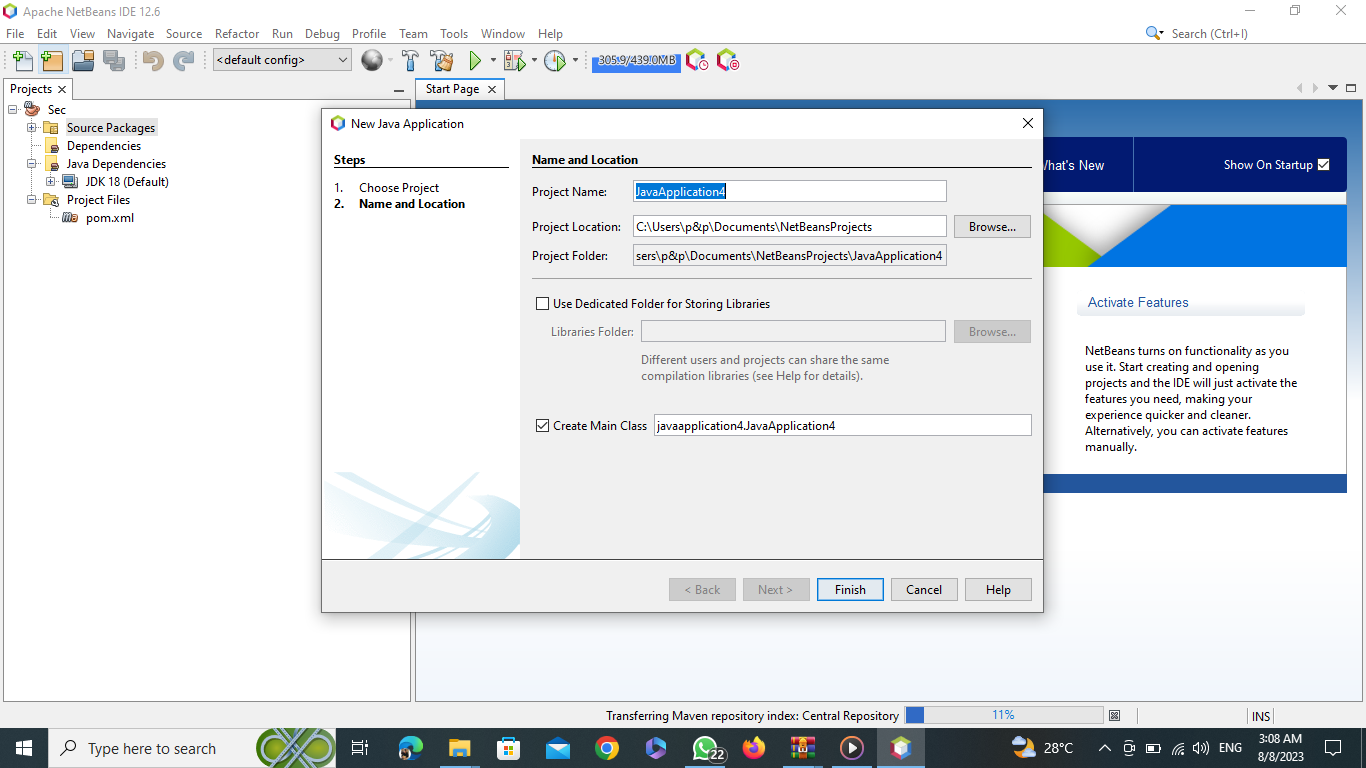 Apache NetBeans IDE 12.6
File Edit View Navigate Source Refactor Run Debug Profile Team Tools Window Help
Search (Ctrl+I)
<default config>
305.9/439.0MB
Projects
Start Page
Sec
Source Packages
Dependencies
Java Dependencies
JDK 18 (Default)
Project Files
pom.xml
New Java Application
Steps
1. Choose Project
2. Name and Location
Name and Location
Project Name: JavaApplication4
Project Location: C:\Users\p&p\Documents\NetBeansProjects Browse...
Project Folder: sers\p&p\Documents\NetBeansProjects\JavaApplication4
Use Dedicated Folder for Storing Libraries
Libraries Folder: Browse...
Different users and projects can share the same
compilation libraries (see Help for details).
Create Main Class javaapplication4.JavaApplication4
< Back Next > Finish Cancel Help
hat's New
Show On Startup
Activate Features
NetBeans turns on functionality as you
use it. Start creating and opening
projects and the IDE will just activate the
features you need, making your
experience quicker and cleaner.
Alternatively, you can activate features
manually.
Transferring Maven repository index: Central Repository 11%
INS
Type here to search
22
28°C
ENG
3:08 AM
8/8/2023